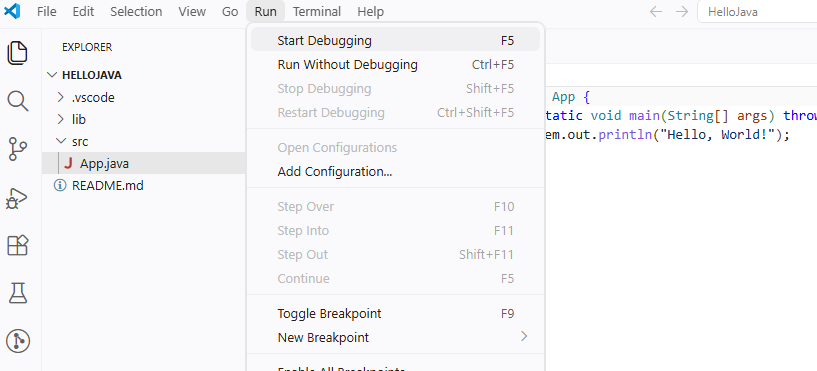 File Edit Selection View Go Run Terminal Help HelloJava
EXPLORER
HELLOJAVA
.vscode
lib
src
App.java
README.md
Start Debugging F5
Run Without Debugging Ctrl+F5
Stop Debugging Shift+F5
Restart Debugging Ctrl+Shift+F5
Open Configurations
Add Configuration...
Step Over F10
Step Into F11
Step Out Shift+F11
Continue F5
Toggle Breakpoint F9
New Breakpoint
Enable All Breakpoints
App {
tatic void main(String[] args) throw
em.out.println("Hello, World!");